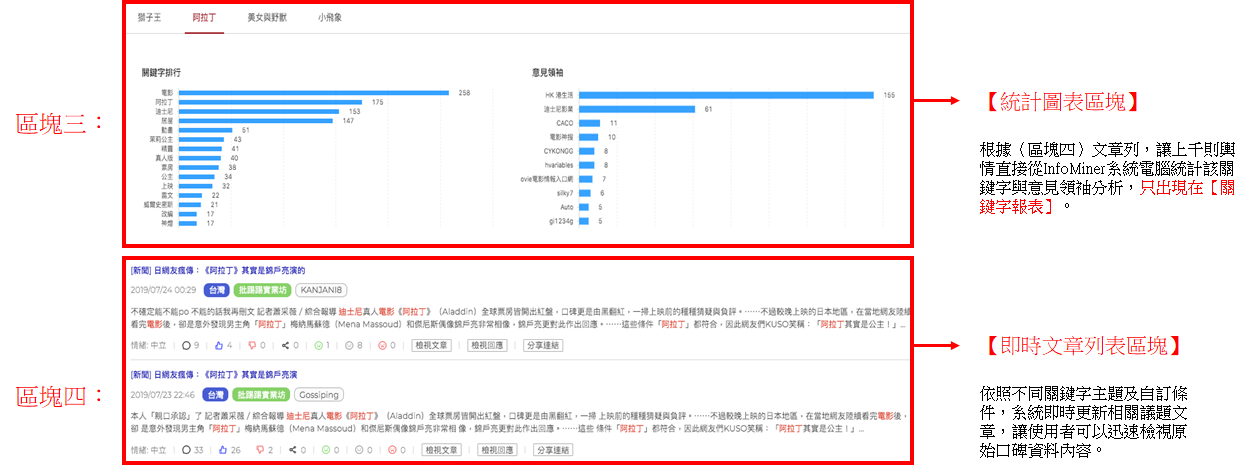 獅子王 阿拉丁 美女與野獸 小飛象
區塊三：
關鍵字排行
電影 258
阿拉丁 175
迪士尼 153
居屋 147
動畫 51
茉莉公主 43
精靈 41
真人版 40
票房 38
公主 34
上映 32
票文 22
威爾史密斯 21
改編 17
神燈 17
意見領袖
HK 港生活 155
迪士尼影業 61
CACO 11
電影神搜 10
CYKONGG 8
hvariables 8
ovie電影情報入口網 7
silky7 6
Auto 5
gi1234g 5
【統計圖表區塊】
根據（區塊四）文章列，讓上千則輿
情直接從InfoMiner系統電腦統計該關
鍵字與意見領袖分析，只出現在【關
鍵字報表】。
區塊四：
[新聞] 日網友瘋傳：《阿拉丁》其實是錦戶亮演的
2019/07/24 00:29 台灣 批踢踢實業坊 KANJANI8
不確定能不能po 不能的話我再刪文 記者蕭采薇 / 綜合報導 迪士尼真人電影《阿拉丁》（Aladdin）全球票房皆開出紅盤，口碑更是由黑翻紅，一掃上映前的種種猜疑與負評。⋯⋯不過較晚上映的日本地區，在當地網友陸續
看完電影後，卻是意外發現男主角「阿拉丁」梅納馬蘇德（Mena Massoud）和傑尼斯偶像錦戶亮非常相像，錦戶亮更對此作出回應。⋯⋯這些條件「阿拉丁」都符合，因此網友們KUSO笑稱：「阿拉丁其實是公主！」...
情緒: 中立 9 4 0 0 1 8 0 檢視文章 檢視回應 分享連結
[新聞] 日網友瘋傳：《阿拉丁》其實是錦戶亮演
2019/07/23 22:46 台灣 批踢踢實業坊 Gossiping
本人「親口承認」了 記者蕭采薇 / 綜合報導 迪士尼真人電影《阿拉丁》（Aladdin）全球票房皆開出紅盤，口碑更是由黑翻紅，一掃 上映前的種種猜疑與負評。⋯⋯不過較晚上映的日本地區，在當地網友陸續看完電影後，
卻 是意外發現男主角「阿拉丁」梅納馬蘇德（Mena Massoud）和傑尼斯偶像錦戶亮非常相 像，錦戶亮更對此作出回應。⋯⋯這些 條件「阿拉丁」都符合，因此網友們KUSO笑稱：「阿拉丁其實是公主！」...
情緒: 中立 33 26 2 0 0 0 0 檢視文章 檢視回應 分享連結
【即時文章列表區塊】
依照不同關鍵字主題及自訂條
件，系統即時更新相關議題文
章，讓使用者可以迅速檢視原
始口碑資料內容。